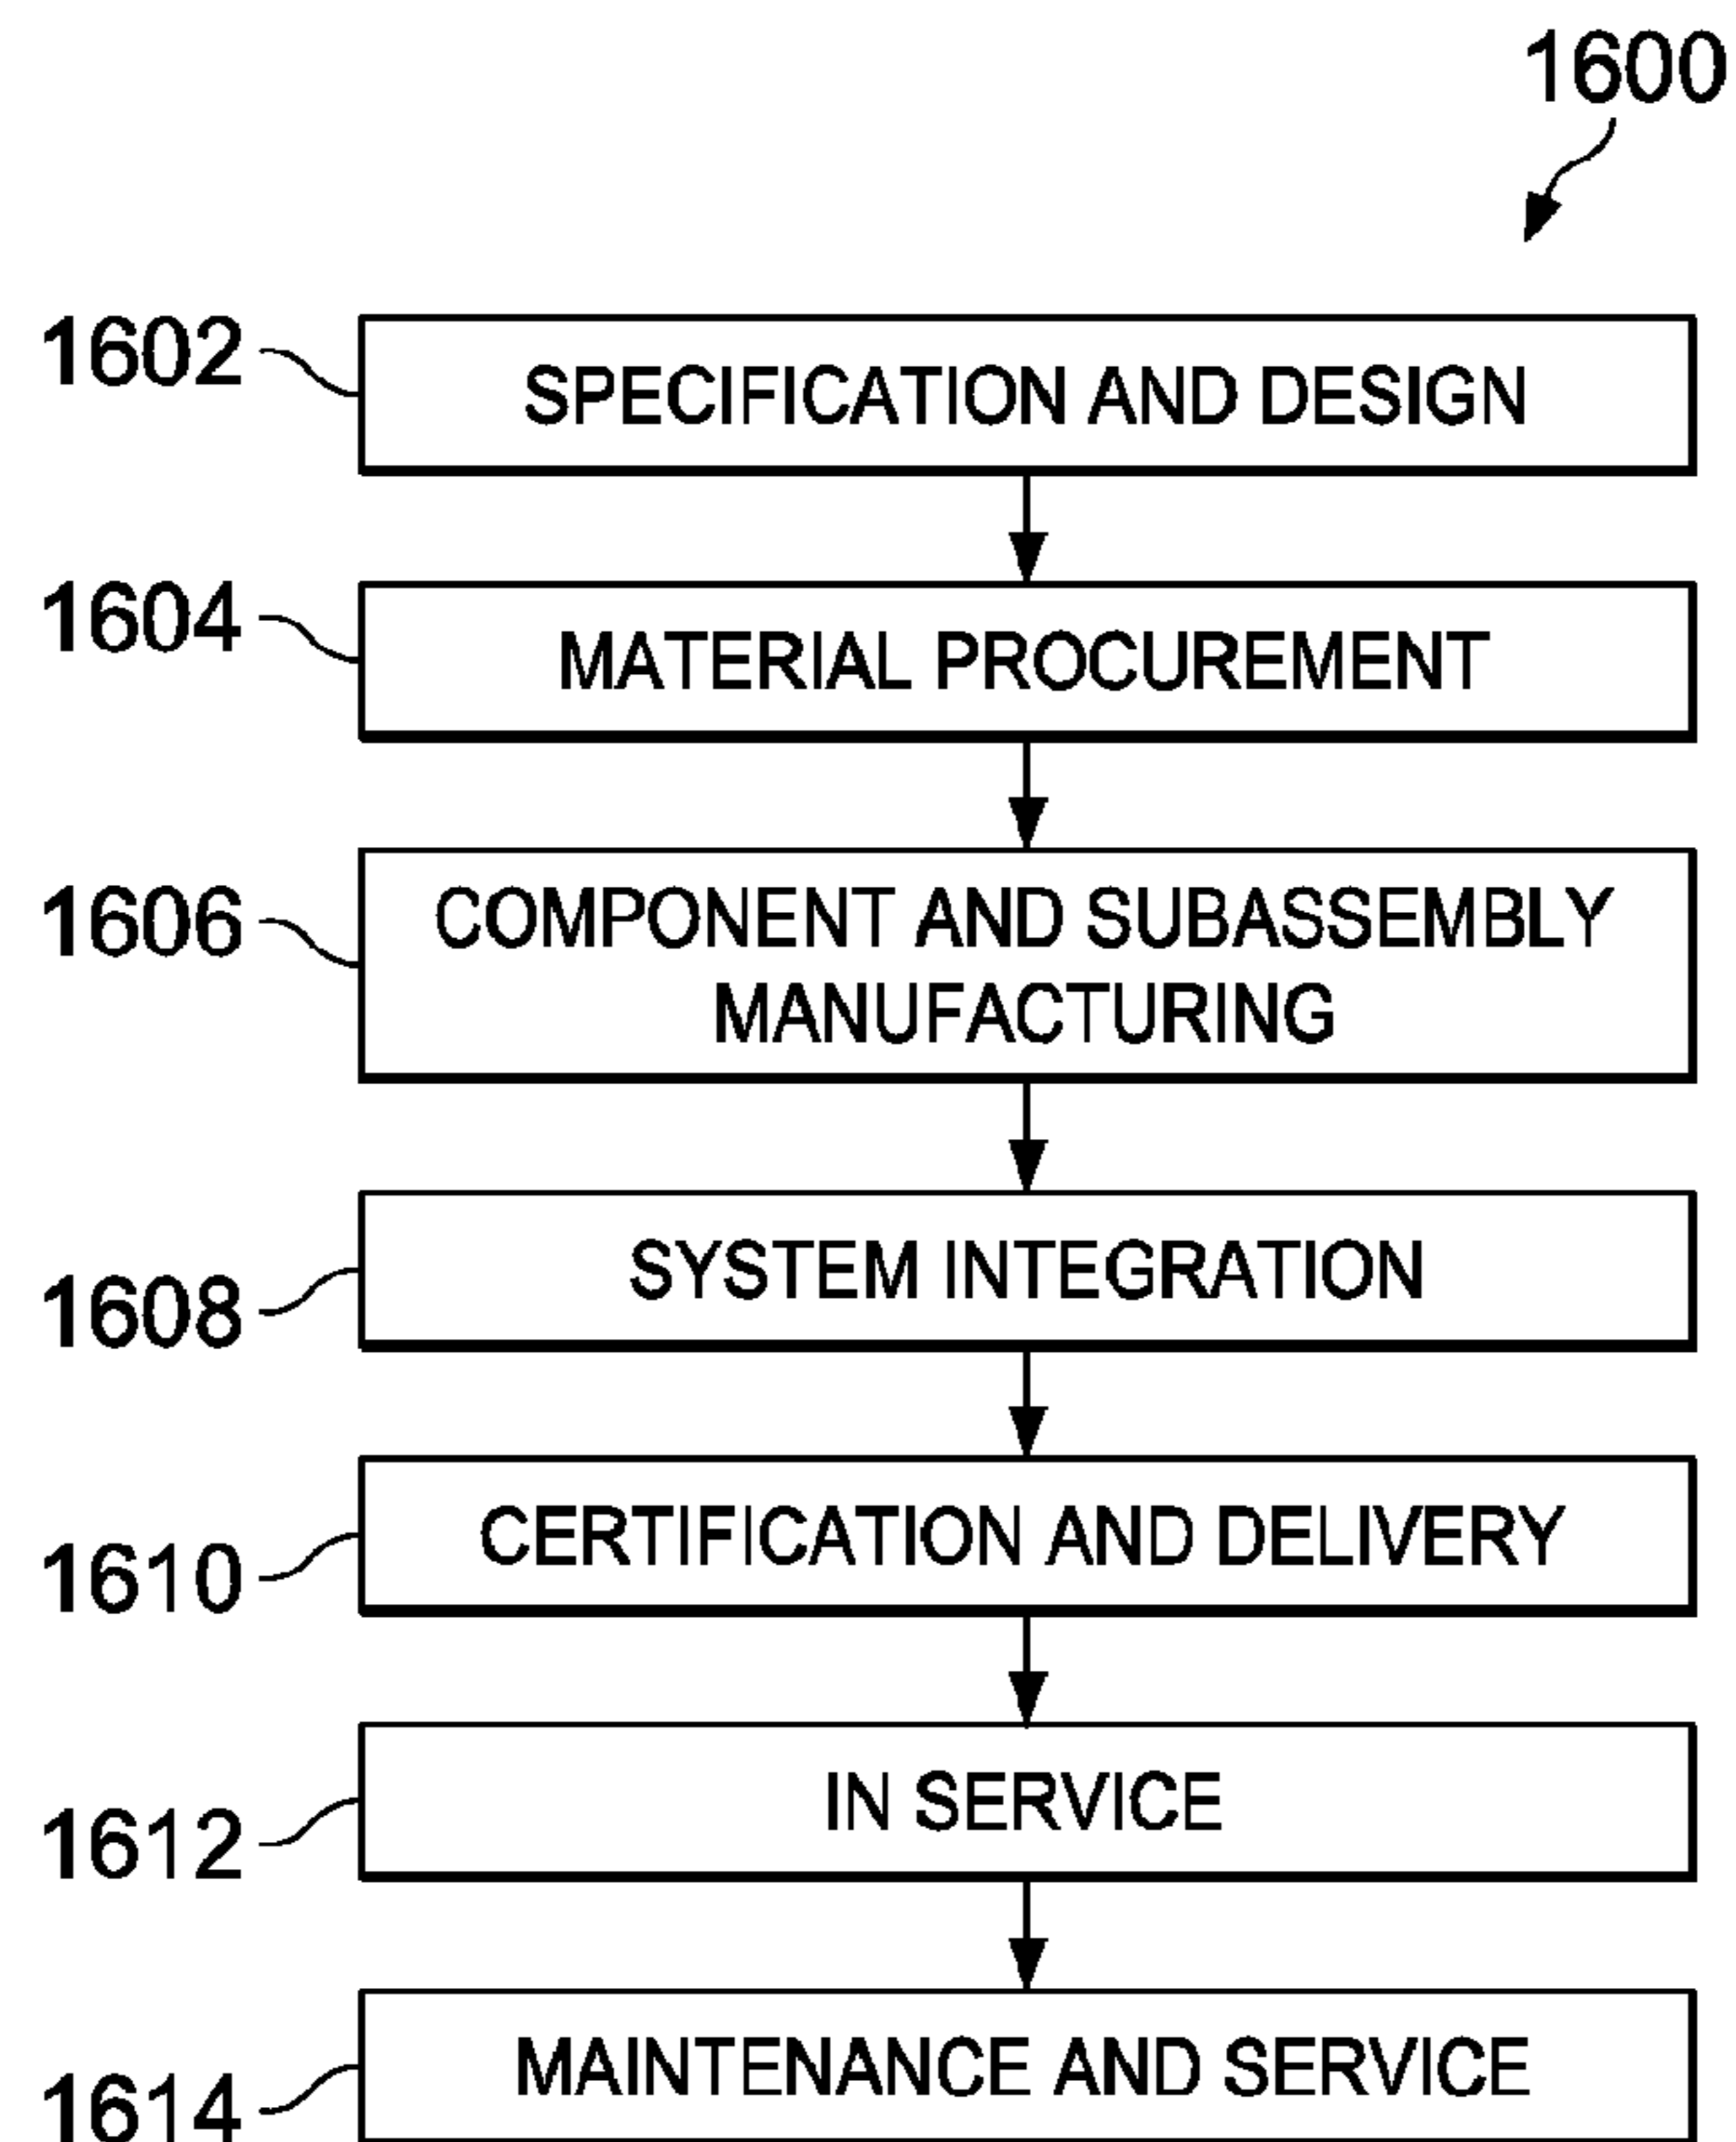 1600
1602
SPECIFICATION AND DESIGN
1604
MATERIAL PROCUREMENT
1606
COMPONENT AND SUBASSEMBLY
MANUFACTURING
SYSTEM INTEGRATION
1608
CERTIFICATION AND DELIVERY
1610
IN SERVICE
1612
MAINTENANCE AND SERVICE
1614